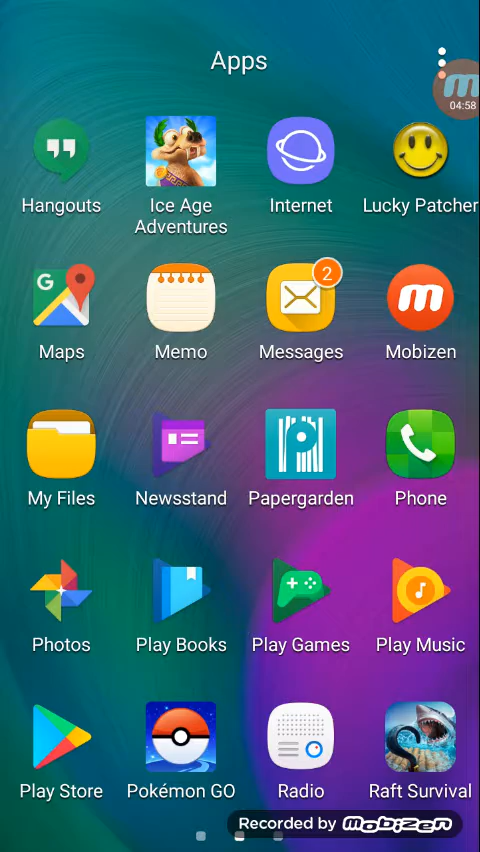 Apps
04:58
Hangouts
Ice Age
Adventures
Internet
Lucky Patcher
G
Maps
Memo
2
Messages
m
Mobizen
My Files
Newsstand
P
Papergarden
Phone
Photos
Play Books
Play Games
Play Music
Play Store
Pokémon GO
Radio
Raft Survival
Recorded by mobizen